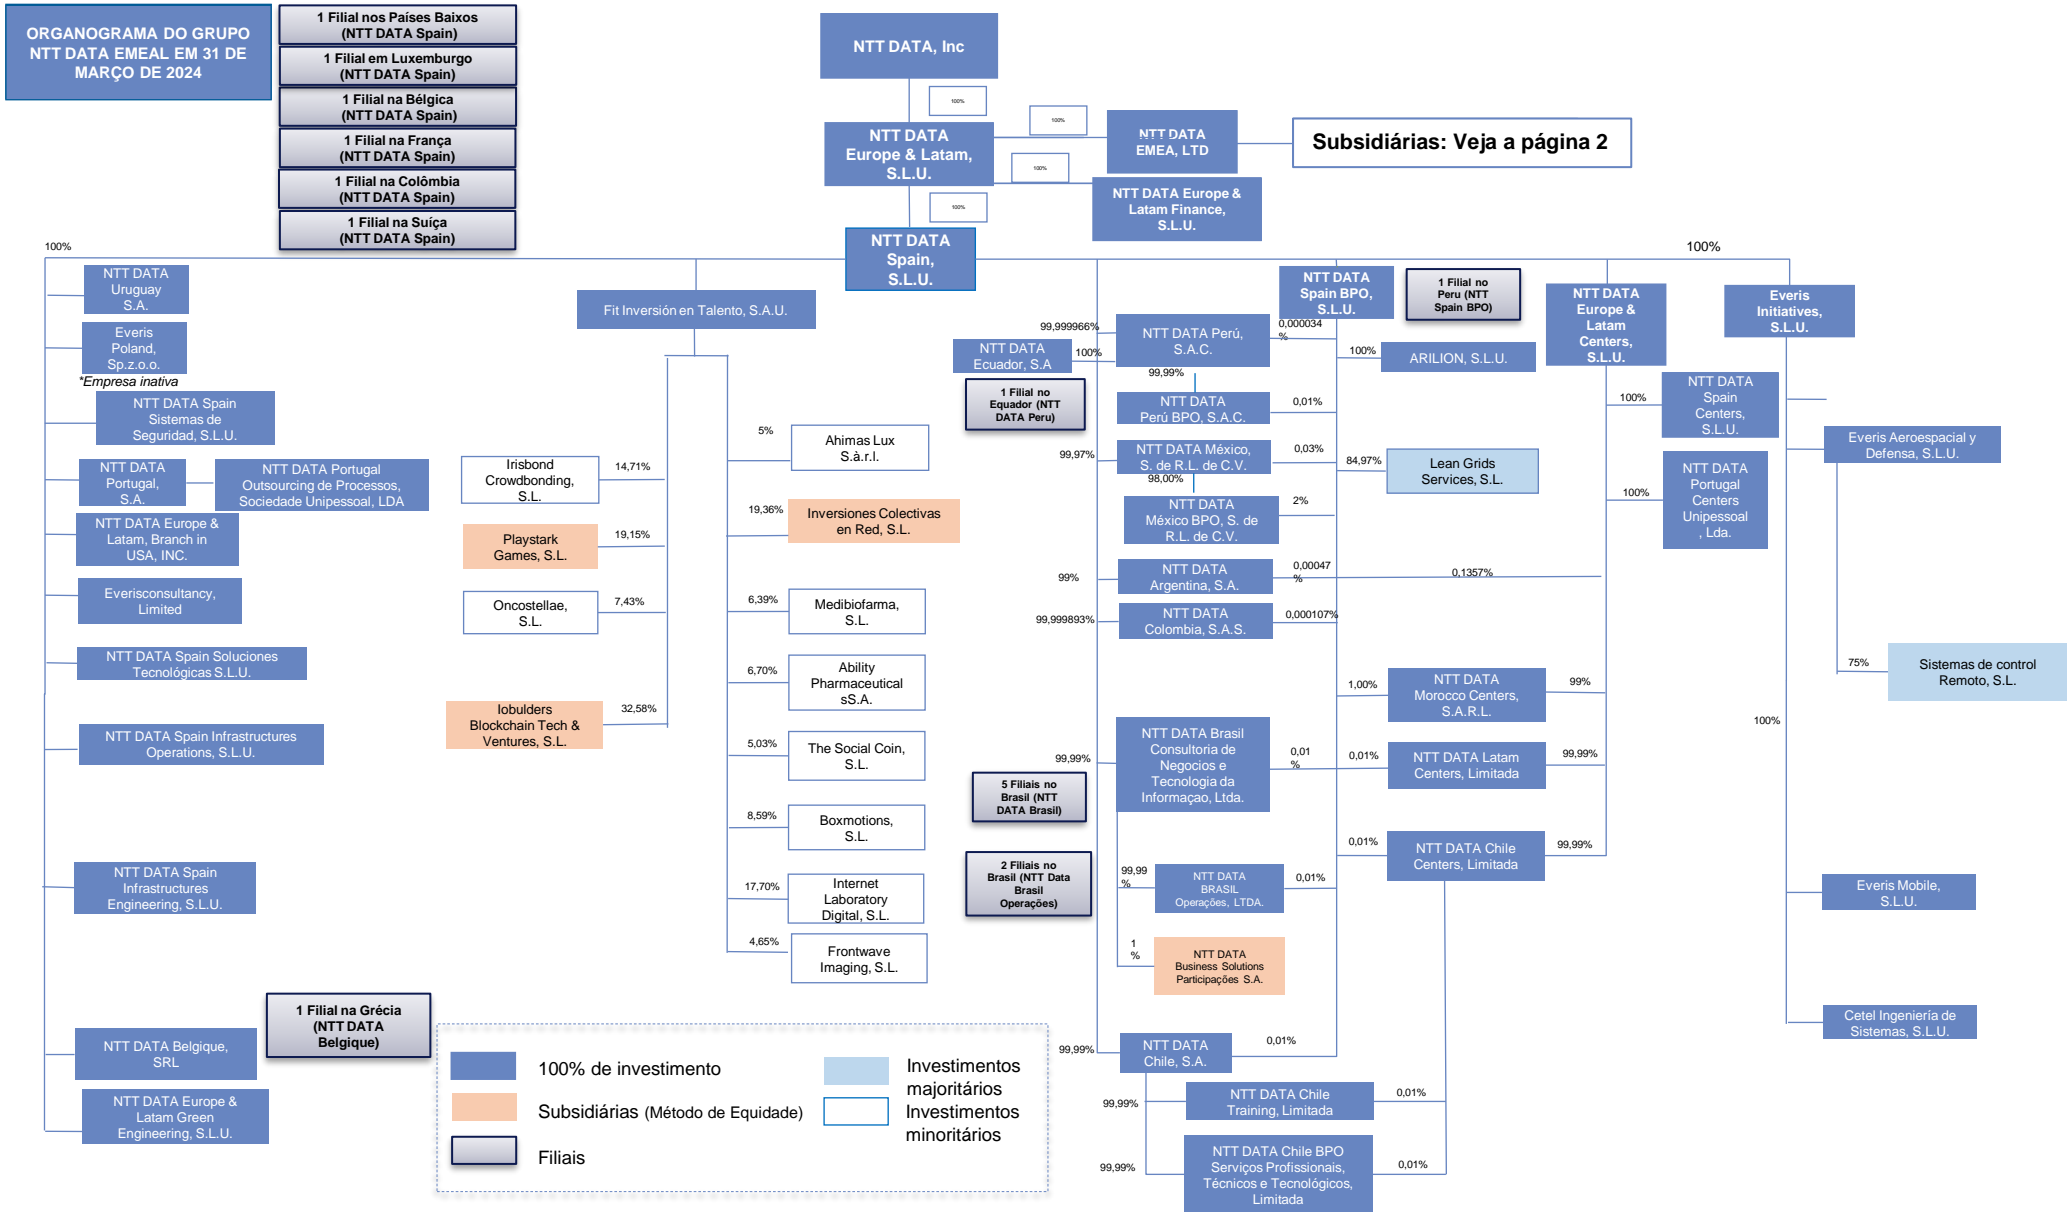 ORGANOGRAMA DO GRUPO
NTT DATA EMEAL EM 31 DE
MARÇO DE 2024
1 Filial nos Países Baixos
(NTT DATA Spain)
1 Filial em Luxemburgo
(NTT DATA Spain)
1 Filial na Bélgica
(NTT DATA Spain)
1 Filial na França
(NTT DATA Spain)
1 Filial na Colômbia
(NTT DATA Spain)
1 Filial na Suíça
(NTT DATA Spain)
NTT DATA, Inc
100%
NTT DATA
Europe & Latam,
S.L.U.
100%
NTT DATA
EMEA, LTD
Subsidiárias: Veja a página 2
100%
NTT DATA Europe &
Latam Finance,
S.L.U.
100%
NTT DATA
Spain,
S.L.U.
100%
100%
NTT DATA
Uruguay
S.A.
Everis
Poland,
Sp.z.o.o.
*Empresa inativa
NTT DATA Spain
Sistemas de
Seguridad, S.L.U.
NTT DATA
Portugal,
S.A.
NTT DATA Portugal
Outsourcing de Processos,
Sociedade Unipessoal, LDA
NTT DATA Europe &
Latam, Branch in
USA, INC.
Everisconsultancy,
Limited
NTT DATA Spain Soluciones
Tecnológicas S.L.U.
NTT DATA Spain Infrastructures
Operations, S.L.U.
NTT DATA Spain
Infrastructures
Engineering, S.L.U.
NTT DATA Belgique,
SRL
1 Filial na Grécia
(NTT DATA
Belgique)
NTT DATA Europe &
Latam Green
Engineering, S.L.U.
Fit Inversión en Talento, S.A.U.
Irisbond
Crowdbonding,
S.L.
14,71%
Playstark
Games, S.L.
19,15%
Oncostellae,
S.L.
7,43%
Iobulders
Blockchain Tech &
Ventures, S.L.
32,58%
5%
Ahimas Lux
S.à.r.l.
19,36%
Inversiones Colectivas
en Red, S.L.
6,39%
Medibiofarma,
S.L.
6,70%
Ability
Pharmaceutical
sS.A.
5,03%
The Social Coin,
S.L.
8,59%
Boxmotions,
S.L.
17,70%
Internet
Laboratory
Digital, S.L.
4,65%
Frontwave
Imaging, S.L.
NTT DATA
Spain BPO,
S.L.U.
1 Filial no
Peru (NTT
Spain BPO)
99,999966%
NTT DATA Perú,
S.A.C.
0,000034
%
NTT DATA
Ecuador, S.A
100%
1 Filial no
Equador (NTT
DATA Peru)
99,99%
NTT DATA
Perú BPO, S.A.C.
0,01%
99,97%
NTT DATA México,
S. de R.L. de C.V.
0,03%
98,00%
NTT DATA
México BPO, S. de
R.L. de C.V.
2%
99%
NTT DATA
Argentina, S.A.
0,00047
%
0,1357%
99,999893%
NTT DATA
Colombia, S.A.S.
0,000107%
100%
ARILION, S.L.U.
84,97%
Lean Grids
Services, S.L.
1,00%
NTT DATA
Morocco Centers,
S.A.R.L.
99%
99,99%
NTT DATA Brasil
Consultoria de
Negocios e
Tecnologia da
Informaçao, Ltda.
0,01
%
0,01%
NTT DATA Latam
Centers, Limitada
99,99%
5 Filiais no
Brasil (NTT
DATA Brasil)
0,01%
NTT DATA Chile
Centers, Limitada
99,99%
2 Filiais no
Brasil (NTT Data
Brasil
Operações)
99,99
%
NTT DATA
BRASIL
Operações, LTDA.
0,01%
1
%
NTT DATA
Business Solutions
Participações S.A.
99,99%
NTT DATA
Chile, S.A.
0,01%
99,99%
NTT DATA Chile
Training, Limitada
0,01%
99,99%
NTT DATA Chile BPO
Serviços Profissionais,
Técnicos e Tecnológicos,
Limitada
0,01%
NTT DATA
Europe &
Latam
Centers,
S.L.U.
100%
NTT DATA
Spain
Centers,
S.L.U.
100%
NTT DATA
Portugal
Centers
Unipessoal
, Lda.
Everis
Initiatives,
S.L.U.
Everis Aeroespacial y
Defensa, S.L.U.
75%
Sistemas de control
Remoto, S.L.
100%
Everis Mobile,
S.L.U.
Cetel Ingeniería de
Sistemas, S.L.U.
100% de investimento
Subsidiárias (Método de Equidade)
Filiais
Investimentos
majoritários
Investimentos
minoritários